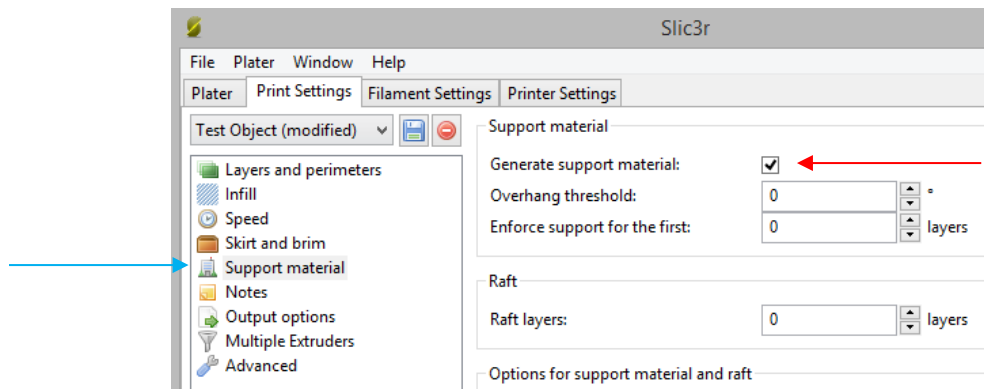 Slic3r
File Plater Window Help
Plater Print Settings Filament Settings Printer Settings
Test Object (modified)
Layers and perimeters
Infill
Speed
Skirt and brim
Support material
Notes
Output options
Multiple Extruders
Advanced
Support material
Generate support material:
Overhang threshold: 0 °
Enforce support for the first: 0 layers
Raft
Raft layers: 0 layers
Options for support material and raft